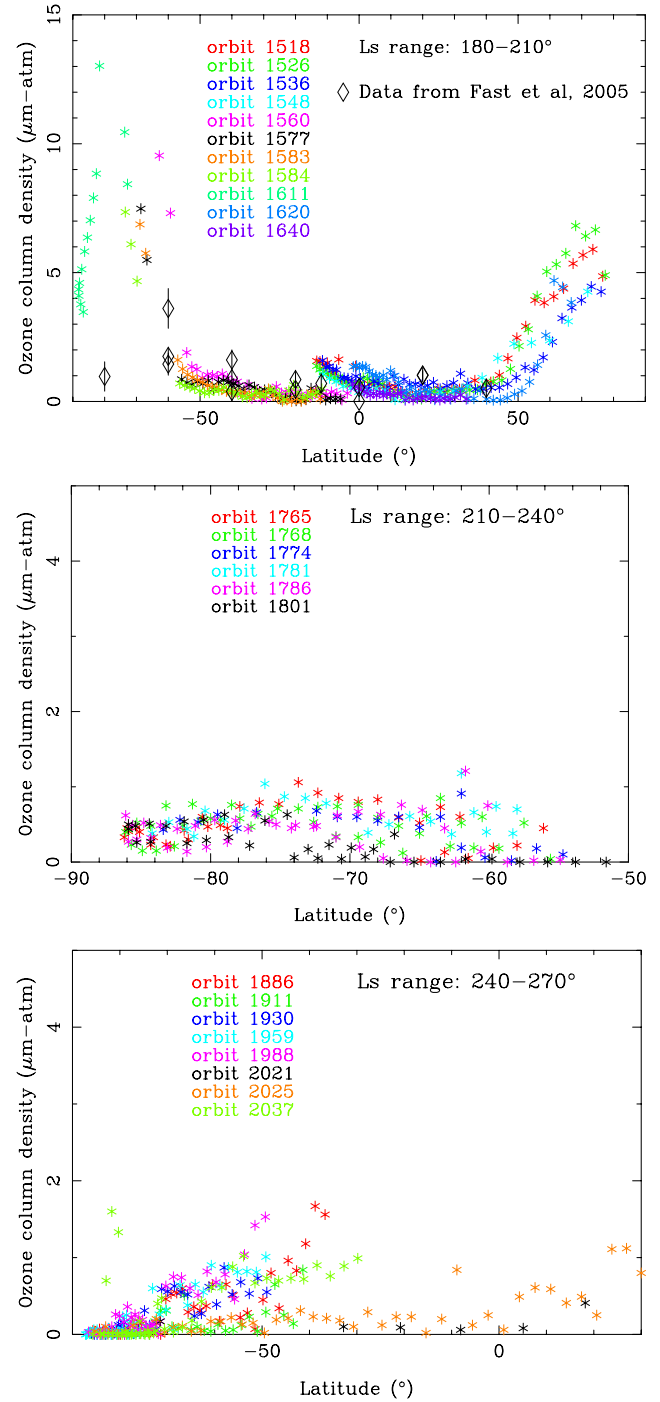 15
10
5
0
Ozone column density (μm−atm)
orbit 1518
orbit 1526
orbit 1536
orbit 1548
orbit 1560
orbit 1577
orbit 1583
orbit 1584
orbit 1611
orbit 1620
orbit 1640
Ls range: 180−210°
Data from Fast et al, 2005
−50 0 50
Latitude (°)
4
2
0
Ozone column density (μm−atm)
orbit 1765
orbit 1768
orbit 1774
orbit 1781
orbit 1786
orbit 1801
Ls range: 210−240°
−90 −80 −70 −60 −50
Latitude (°)
4
2
0
Ozone column density (μm−atm)
orbit 1886
orbit 1911
orbit 1930
orbit 1959
orbit 1988
orbit 2021
orbit 2025
orbit 2037
Ls range: 240−270°
−50 0
Latitude (°)